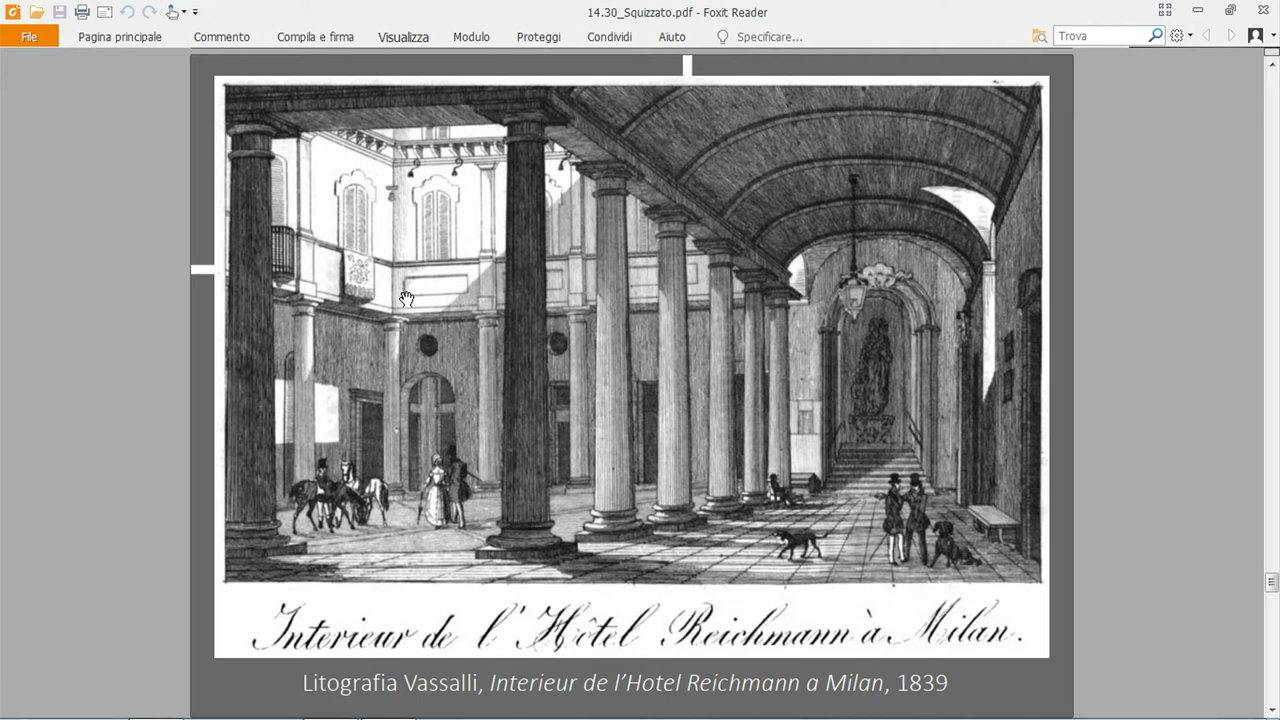 14.30_Squizzato.pdf - Foxit Reader
File Pagina principale Commento Compila e firma Visualizza Modulo Proteggi Condividi Aiuto Specificare... Trova
Interieur de l'Hôtel Reichmann à Milan.
Litografia Vassalli, Interieur de l’Hotel Reichmann a Milan, 1839